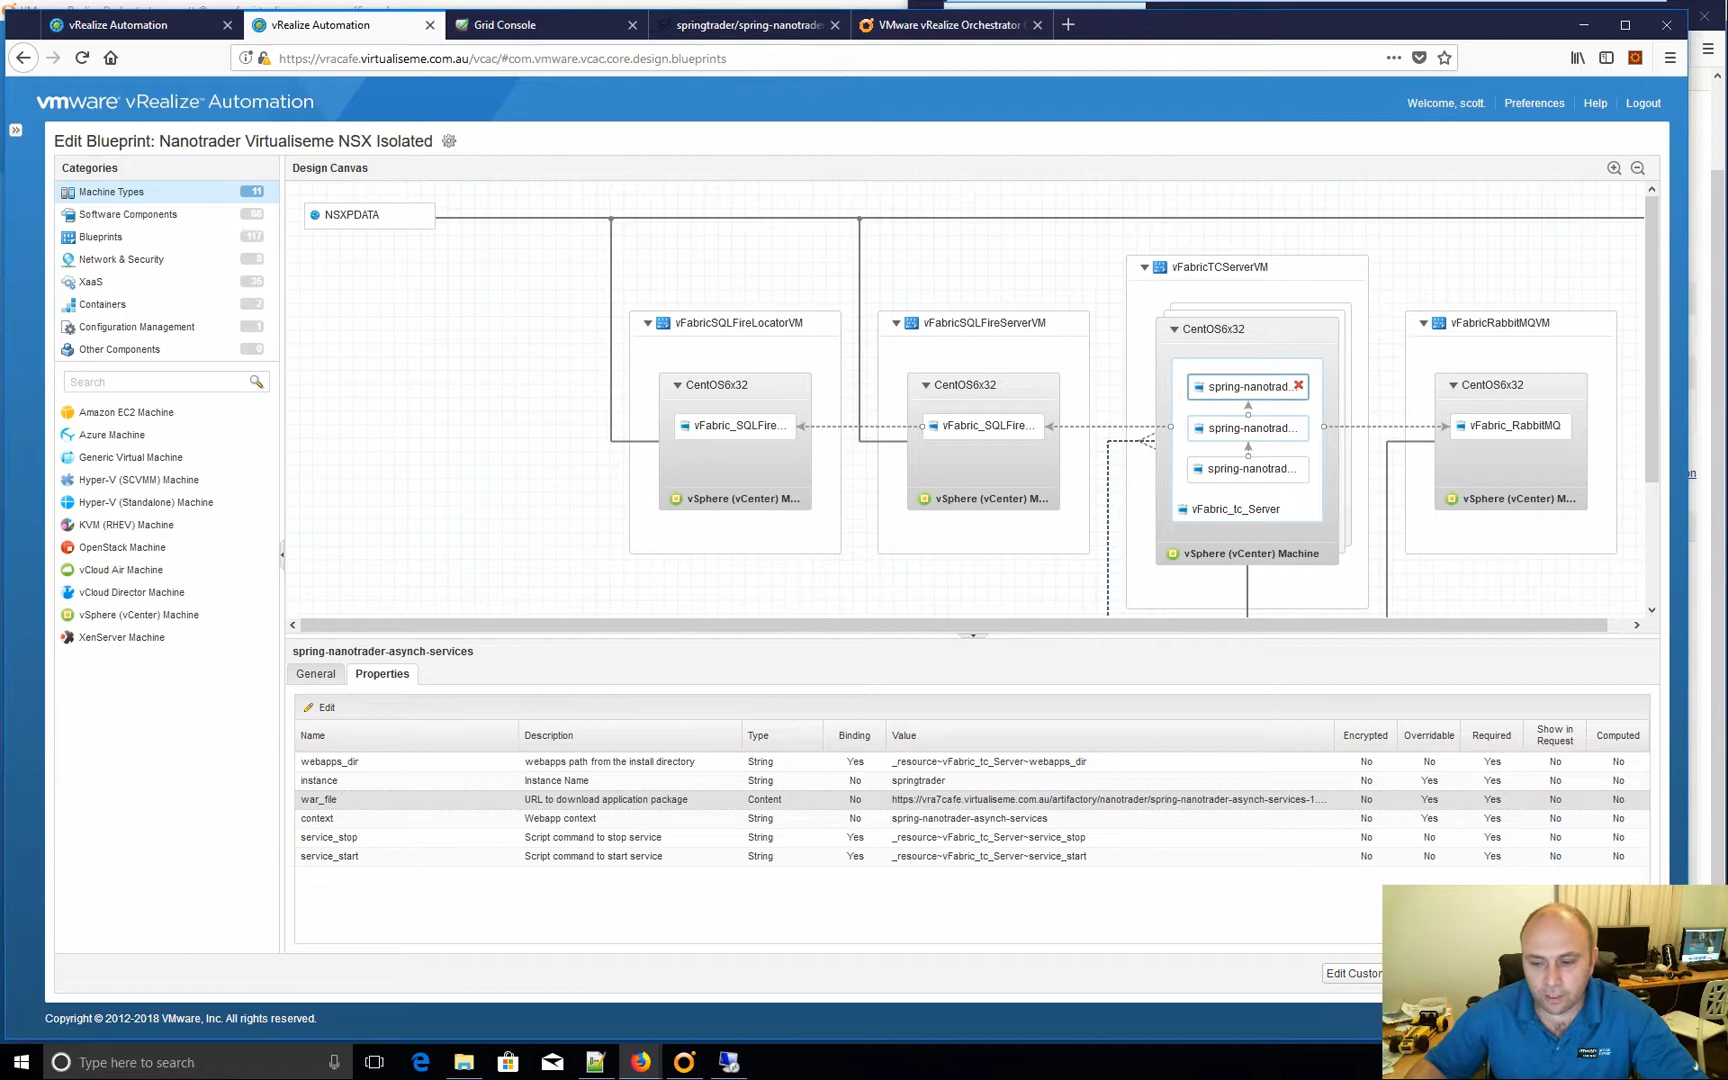 vRealize Automation
vRealize Automation
Grid Console
springtrader/spring-nanotrade
VMware vRealize Orchestrator
https://vracafe.virtualiseme.com.au/vcac/#com.vmware.vcac.core.design.blueprints
vmware vRealize™ Automation
Welcome, scott. Preferences Help Logout
Edit Blueprint: Nanotrader Virtualiseme NSX Isolated
Categories
Machine Types 11
Software Components 68
Blueprints 117
Network & Security 8
XaaS 35
Containers 2
Configuration Management 1
Other Components 0
Search
Amazon EC2 Machine
Azure Machine
Generic Virtual Machine
Hyper-V (SCVMM) Machine
Hyper-V (Standalone) Machine
KVM (RHEV) Machine
OpenStack Machine
vCloud Air Machine
vCloud Director Machine
vSphere (vCenter) Machine
XenServer Machine
Design Canvas
NSXPDATA
vFabricSQLFireLocatorVM
CentOS6x32
vFabric_SQLFire...
vSphere (vCenter) M...
vFabricSQLFireServerVM
CentOS6x32
vFabric_SQLFire...
vSphere (vCenter) M...
vFabricTCServerVM
CentOS6x32
spring-nanotrad...
spring-nanotrad...
spring-nanotrad...
vFabric_tc_Server
vSphere (vCenter) Machine
vFabricRabbitMQVM
CentOS6x32
vFabric_RabbitMQ
vSphere (vCenter) M...
spring-nanotrader-asynch-services
General Properties
Edit
Name Description Type Binding Value Encrypted Overridable Required Show in Request Computed
webapps_dir webapps path from the install directory String Yes _resource~vFabric_tc_Server~webapps_dir No No Yes No No
instance Instance Name String No springtrader No Yes Yes No No
war_file URL to download application package Content No https://vra7cafe.virtualiseme.com.au/artifactory/nanotrader/spring-nanotrader-asynch-services-1.... No Yes Yes No No
context Webapp context String No spring-nanotrader-asynch-services No Yes Yes No No
service_stop Script command to stop service String Yes _resource~vFabric_tc_Server~service_stop No No Yes No No
service_start Script command to start service String Yes _resource~vFabric_tc_Server~service_start No No Yes No No
Edit Custo
Copyright © 2012-2018 VMware, Inc. All rights reserved.
Type here to search